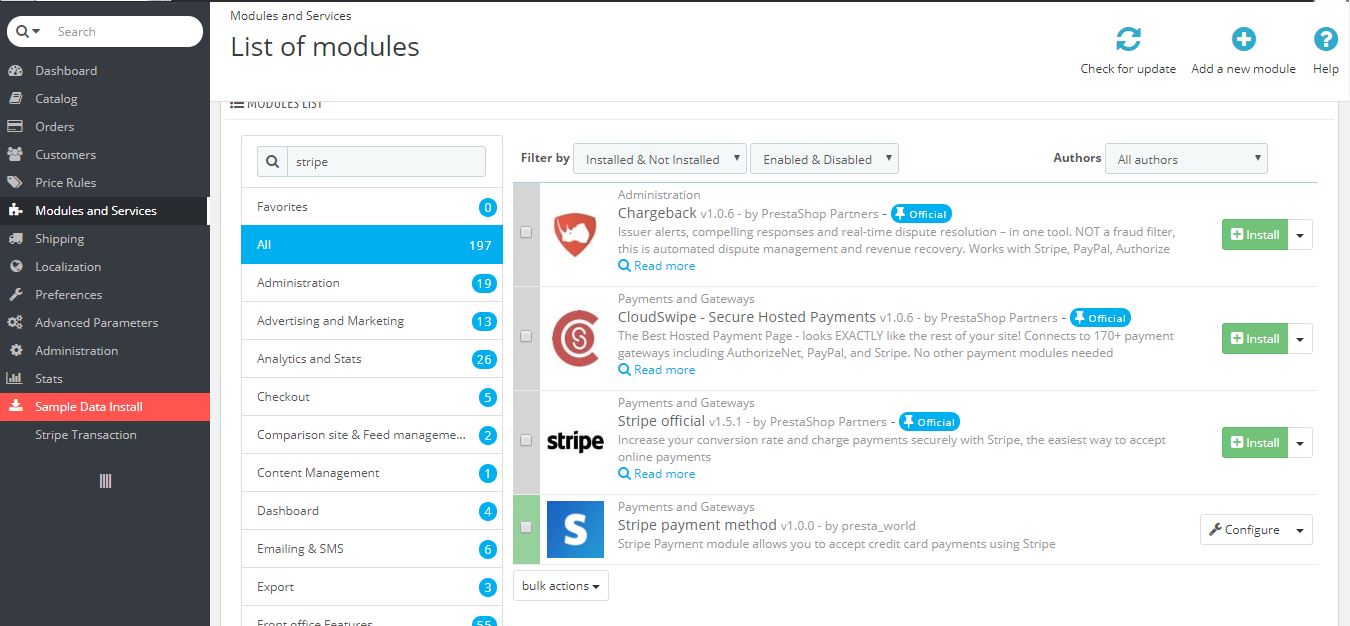 Search
Dashboard
Catalog
Orders
Customers
Price Rules
Modules and Services
Shipping
Localization
Preferences
Advanced Parameters
Administration
Stats
Sample Data Install
Stripe Transaction
Modules and Services
List of modules
Check for update
Add a new module
Help
MODULES LIST
stripe
Favorites 0
All 197
Administration 19
Advertising and Marketing 13
Analytics and Stats 26
Checkout 5
Comparison site & Feed manageme... 2
Content Management 1
Dashboard 4
Emailing & SMS 6
Export 3
Front office Features 55
Filter by Installed & Not Installed Enabled & Disabled Authors All authors
Administration
Chargeback v1.0.6 - by PrestaShop Partners - Official
Issuer alerts, compelling responses and real-time dispute resolution – in one tool. NOT a fraud filter,
this is automated dispute management and revenue recovery. Works with Stripe, PayPal, Authorize
Read more
Install
Payments and Gateways
CloudSwipe - Secure Hosted Payments v1.0.6 - by PrestaShop Partners - Official
The Best Hosted Payment Page - looks EXACTLY like the rest of your site! Connects to 170+ payment
gateways including AuthorizeNet, PayPal, and Stripe. No other payment modules needed
Read more
Install
stripe
Payments and Gateways
Stripe official v1.5.1 - by PrestaShop Partners - Official
Increase your conversion rate and charge payments securely with Stripe, the easiest way to accept
online payments
Read more
Install
S
Payments and Gateways
Stripe payment method v1.0.0 - by presta_world
Stripe Payment module allows you to accept credit card payments using Stripe
Configure
bulk actions